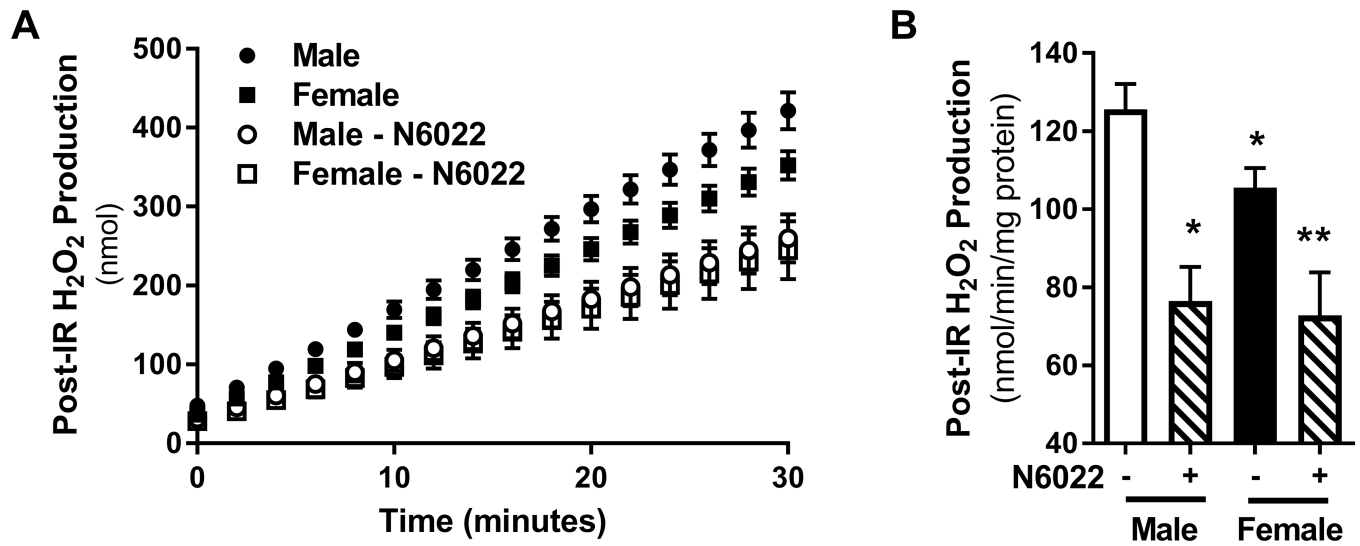 A
Post-IR H₂O₂ Production
(nmol)
500
400
300
200
100
0
Male
Female
Male - N6022
Female - N6022
0 10 20 30
Time (minutes)
B
Post-IR H₂O₂ Production
(nmol/min/mg protein)
140
120
100
80
60
40
* * **
N6022 - + - +
Male Female